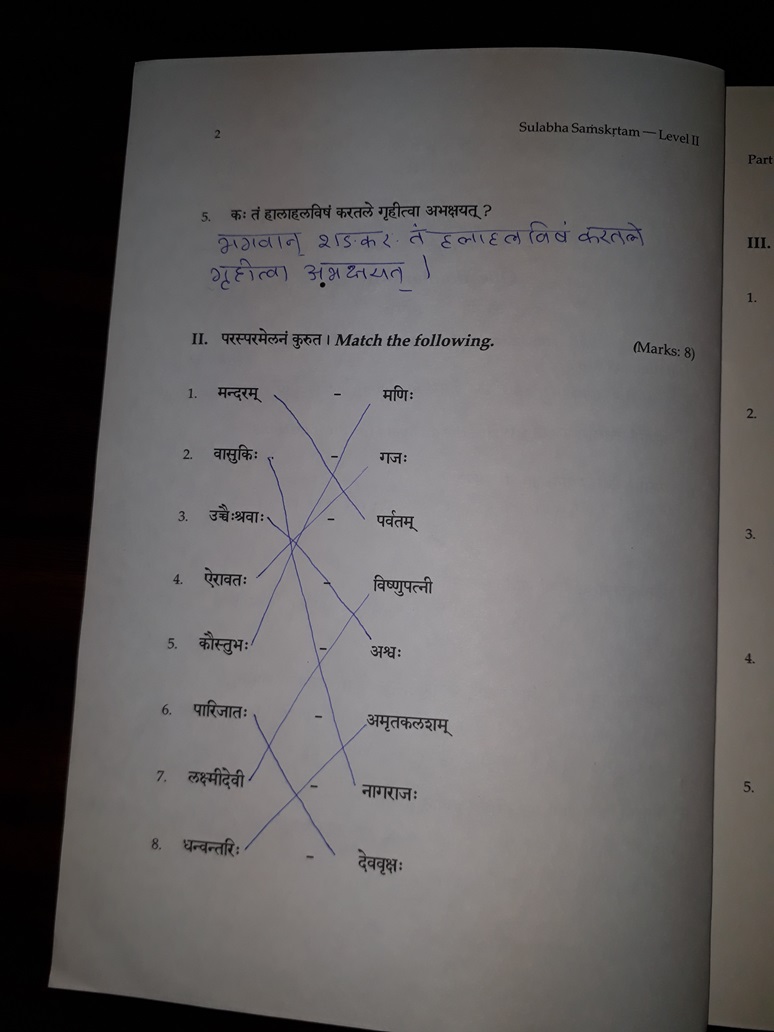 2 Sulabha Saṁskṛtam — Level II
5. कः तं हालाहलविषं करतले गृहीत्वा अभक्षयत् ?
भगवान् शङ्कर तं हलाहल विषं करतले
गृहीत्वा अभक्षयत् ।
II. परस्परमेलनं कुरुत । Match the following. (Marks: 8)
1. मन्दरम् - मणिः
2. वासुकिः - गजः
3. उच्चैःश्रवाः - पर्वतम्
4. ऐरावतः - विष्णुपत्नी
5. कौस्तुभः - अश्वः
6. पारिजातः - अमृतकलशम्
7. लक्ष्मीदेवी - नागराजः
8. धन्वन्तरिः - देववृक्षः
Part
III.
1.
2.
3.
4.
5.